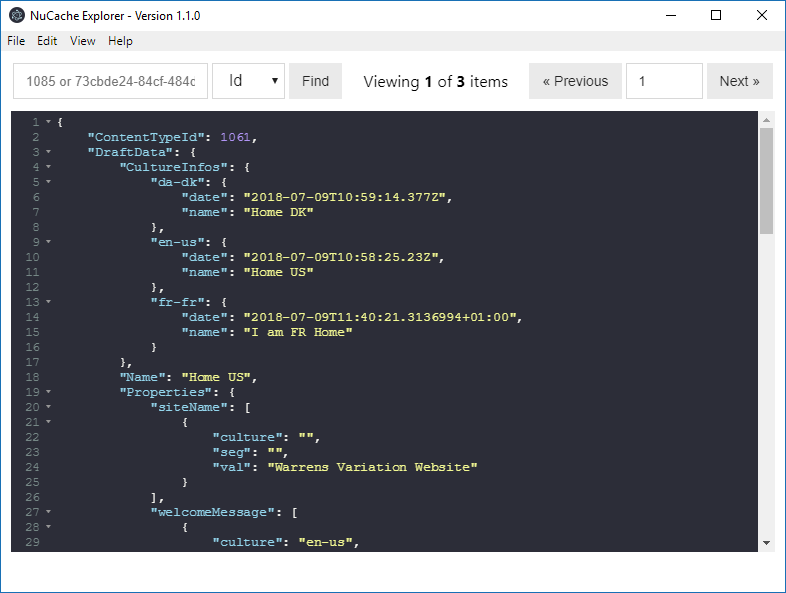 NuCache Explorer - Version 1.1.0
File Edit View Help
1085 or 73cbde24-84cf-484c Id Find Viewing 1 of 3 items « Previous 1 Next »
1 {
2 "ContentTypeId": 1061,
3 "DraftData": {
4 "CultureInfos": {
5 "da-dk": {
6 "date": "2018-07-09T10:59:14.377Z",
7 "name": "Home DK"
8 },
9 "en-us": {
10 "date": "2018-07-09T10:58:25.23Z",
11 "name": "Home US"
12 },
13 "fr-fr": {
14 "date": "2018-07-09T11:40:21.3136994+01:00",
15 "name": "I am FR Home"
16 }
17 },
18 "Name": "Home US",
19 "Properties": {
20 "siteName": [
21 {
22 "culture": "",
23 "seg": "",
24 "val": "Warrens Variation Website"
25 }
26 ],
27 "welcomeMessage": [
28 {
29 "culture": "en-us",